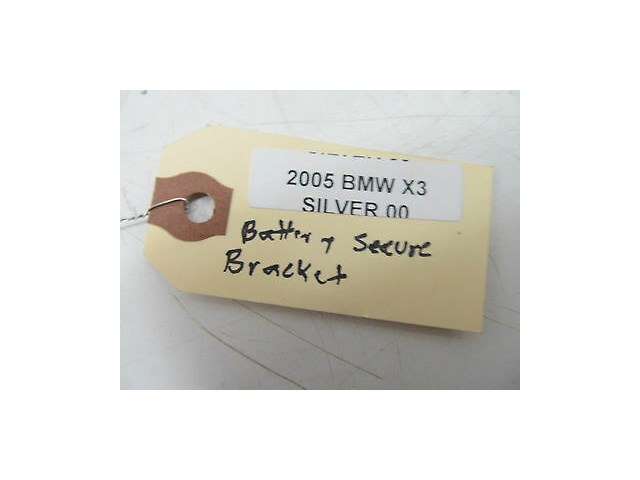 2005 BMW X3
SILVER 00
Battery Secure
Bracket